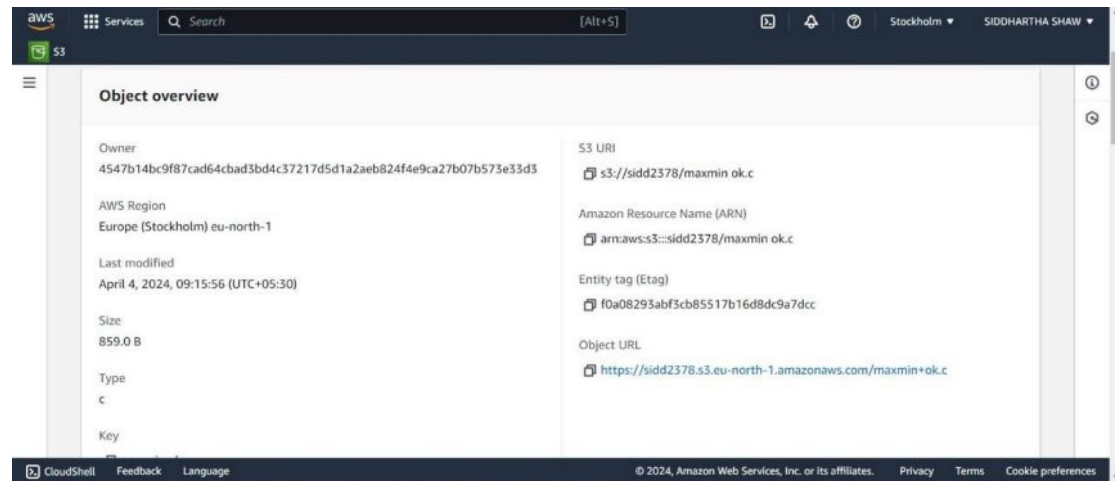 aws Services Search [Alt+S] Stockholm SIDDHARTHA SHAW
S3
Object overview
Owner
4547b14bc9f87cad64cbad3bd4c37217d5d1a2aeb824f4e9ca27b07b573e33d3
AWS Region
Europe (Stockholm) eu-north-1
Last modified
April 4, 2024, 09:15:56 (UTC+05:30)
Size
859.0 B
Type
c
Key
S3 URI
s3://sidd2378/maxmin ok.c
Amazon Resource Name (ARN)
arn:aws:s3:::sidd2378/maxmin ok.c
Entity tag (Etag)
f0a08293abf3cb85517b16d8dc9a7dcc
Object URL
https://sidd2378.s3.eu-north-1.amazonaws.com/maxmin+ok.c
CloudShell Feedback Language © 2024, Amazon Web Services, Inc. or its affiliates. Privacy Terms Cookie preferences